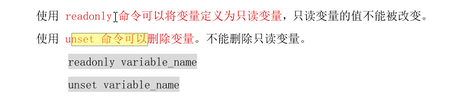 使用 readonly 命令可以将变量定义为只读变量，只读变量的值不能被改变。
使用 unset 命令可以删除变量。不能删除只读变量。
readonly variable_name
unset variable_name